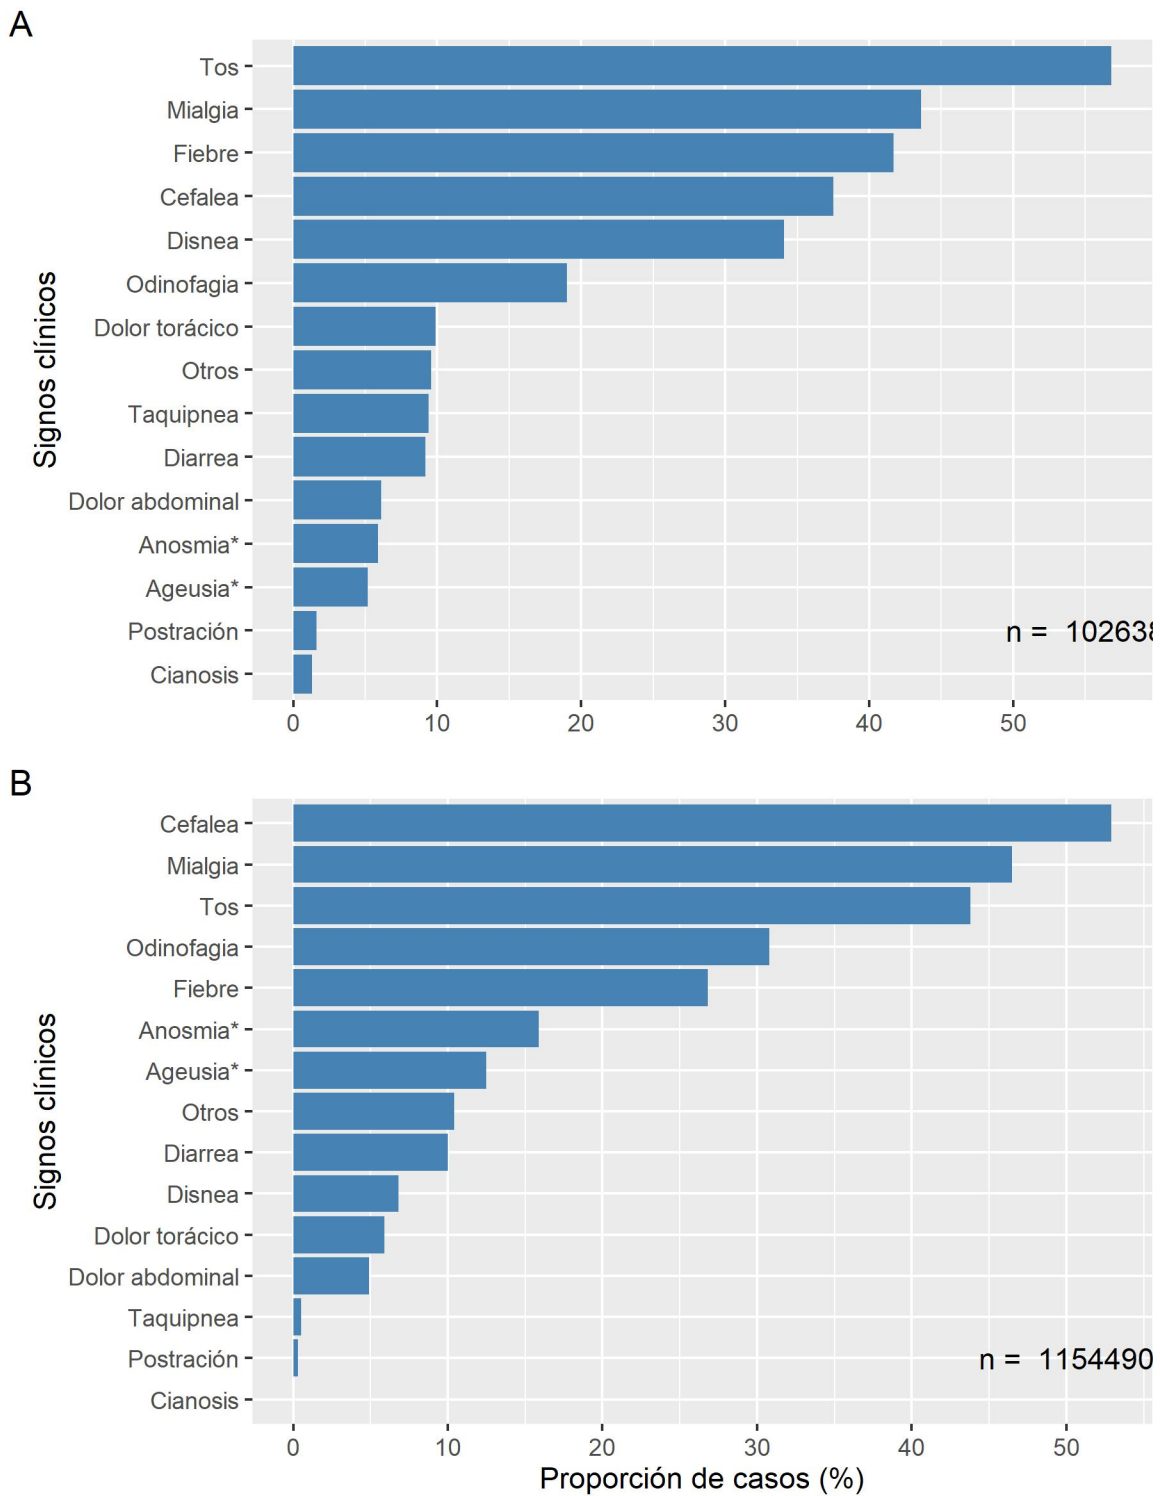 A
Tos
Mialgia
Fiebre
Cefalea
Disnea
Odinofagia
Dolor torácico
Otros
Taquipnea
Diarrea
Dolor abdominal
Anosmia*
Ageusia*
Postración
Cianosis
Signos clínicos
n = 102638
0 10 20 30 40 50
B
Cefalea
Mialgia
Tos
Odinofagia
Fiebre
Anosmia*
Ageusia*
Otros
Diarrea
Disnea
Dolor torácico
Dolor abdominal
Taquipnea
Postración
Cianosis
Signos clínicos
n = 1154490
0 10 20 30 40 50
Proporción de casos (%)